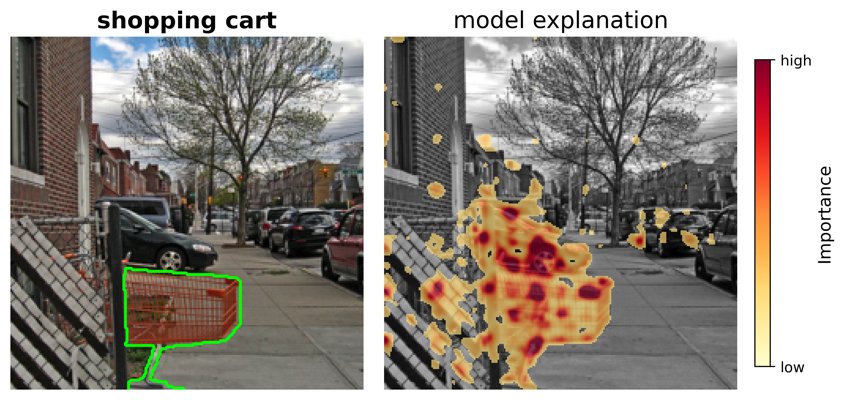 shopping cart
model explanation
high
Importance
low